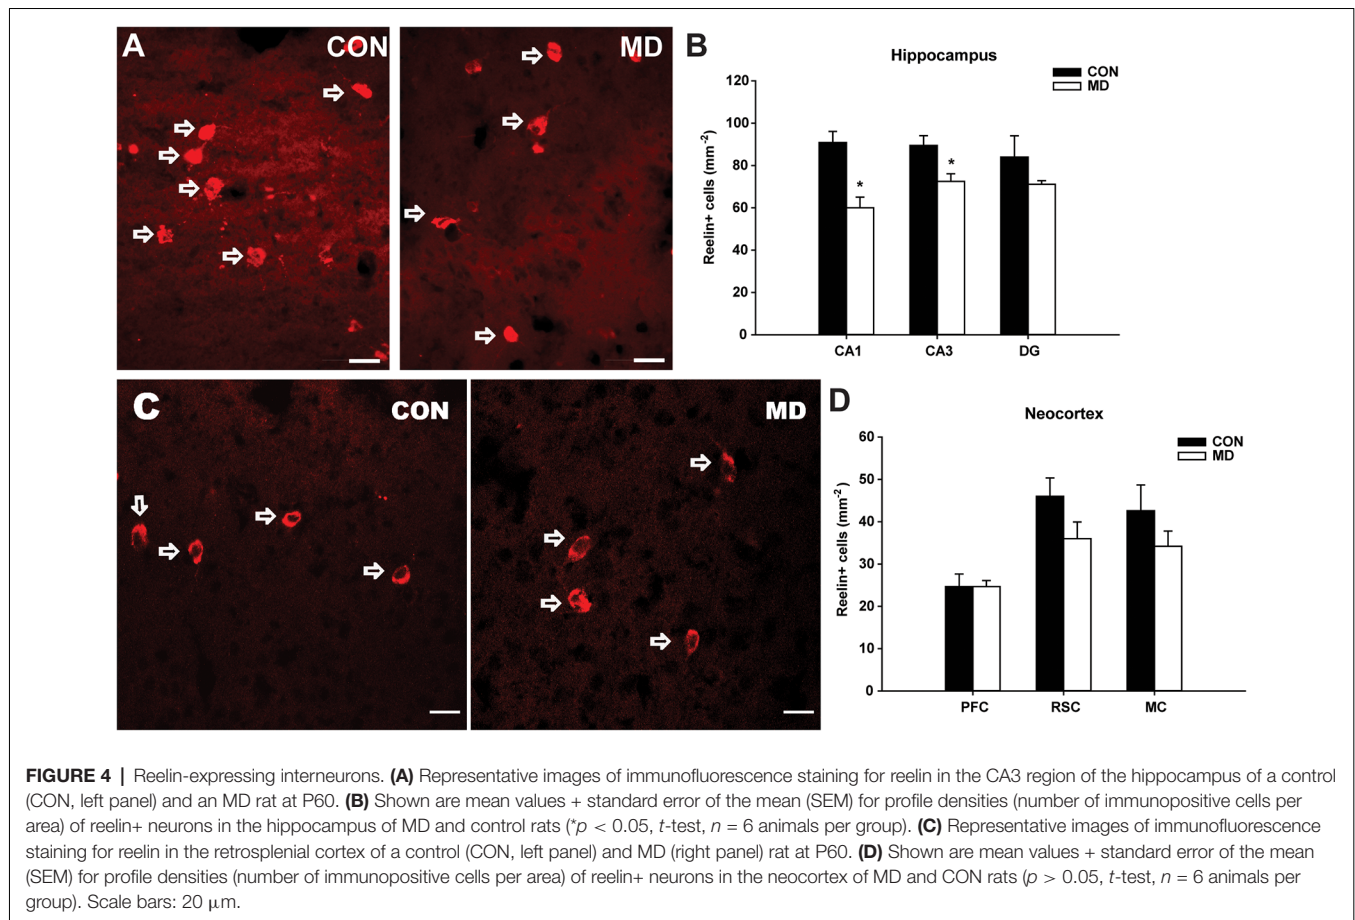 A
CON
MD
B
Hippocampus
CON
MD
Reelin+ cells (mm-2)
120
100
80
60
40
20
0
*
*
CA1
CA3
DG
C
CON
MD
D
Neocortex
CON
MD
Reelin+ cells (mm-2)
60
50
40
30
20
10
0
PFC
RSC
MC
FIGURE 4 | Reelin-expressing interneurons. (A) Representative images of immunofluorescence staining for reelin in the CA3 region of the hippocampus of a control
(CON, left panel) and an MD rat at P60. (B) Shown are mean values + standard error of the mean (SEM) for profile densities (number of immunopositive cells per
area) of reelin+ neurons in the hippocampus of MD and control rats (*p < 0.05, t-test, n = 6 animals per group). (C) Representative images of immunofluorescence
staining for reelin in the retrosplenial cortex of a control (CON, left panel) and MD (right panel) rat at P60. (D) Shown are mean values + standard error of the mean
(SEM) for profile densities (number of immunopositive cells per area) of reelin+ neurons in the neocortex of MD and CON rats (p > 0.05, t-test, n = 6 animals per
group). Scale bars: 20 μm.